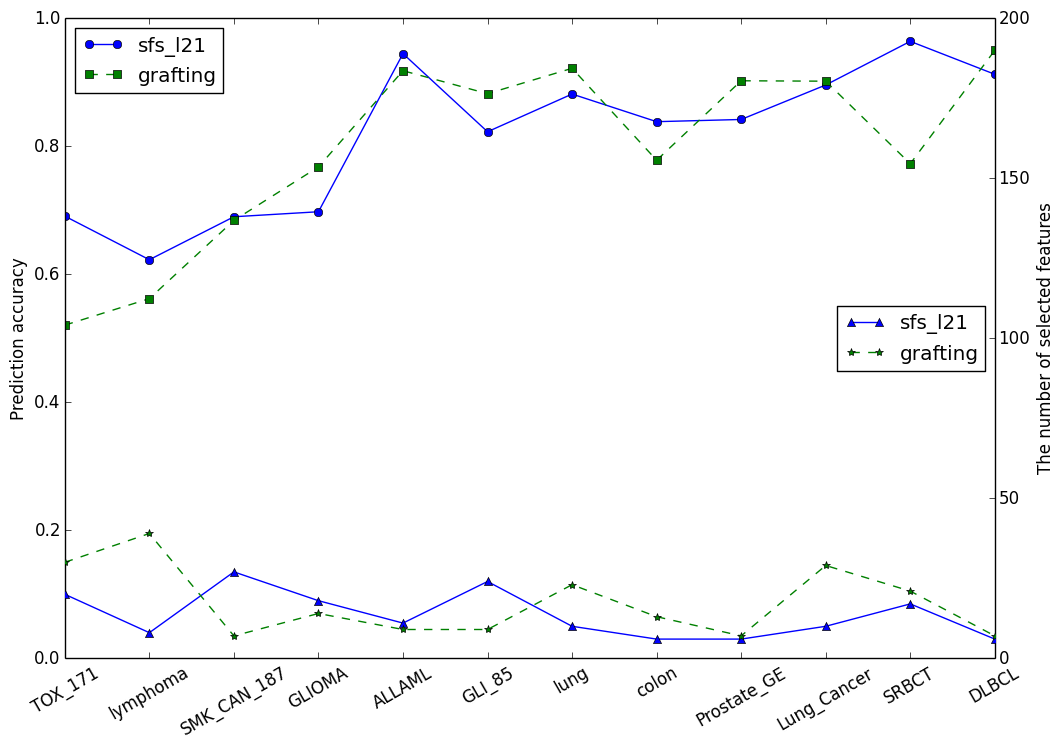 1.0
0.8
0.6
0.4
0.2
0.0
Prediction accuracy
sfs_l21
grafting
200
150
100
50
0
The number of selected features
sfs_l21
grafting
TOX_171
lymphoma
SMK_CAN_187
GLIOMA
ALLAML
GLI_85
lung
colon
Prostate_GE
Lung_Cancer
SRBCT
DLBCL